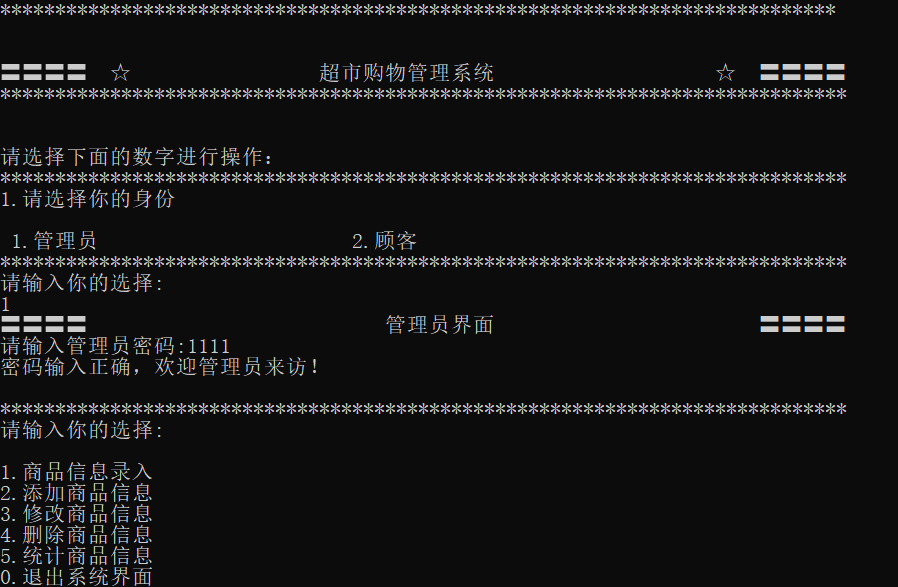 ****************************************************************************
〓〓〓〓 ☆ 超市购物管理系统 ☆ 〓〓〓〓
*****************************************************************************
请选择下面的数字进行操作：
*****************************************************************************
1.请选择你的身份
1.管理员 2.顾客
*****************************************************************************
请输入你的选择:
1
〓〓〓〓 管理员界面 〓〓〓〓
请输入管理员密码:1111
密码输入正确，欢迎管理员来访！
*****************************************************************************
请输入你的选择:
1.商品信息录入
2.添加商品信息
3.修改商品信息
4.删除商品信息
5.统计商品信息
0.退出系统界面